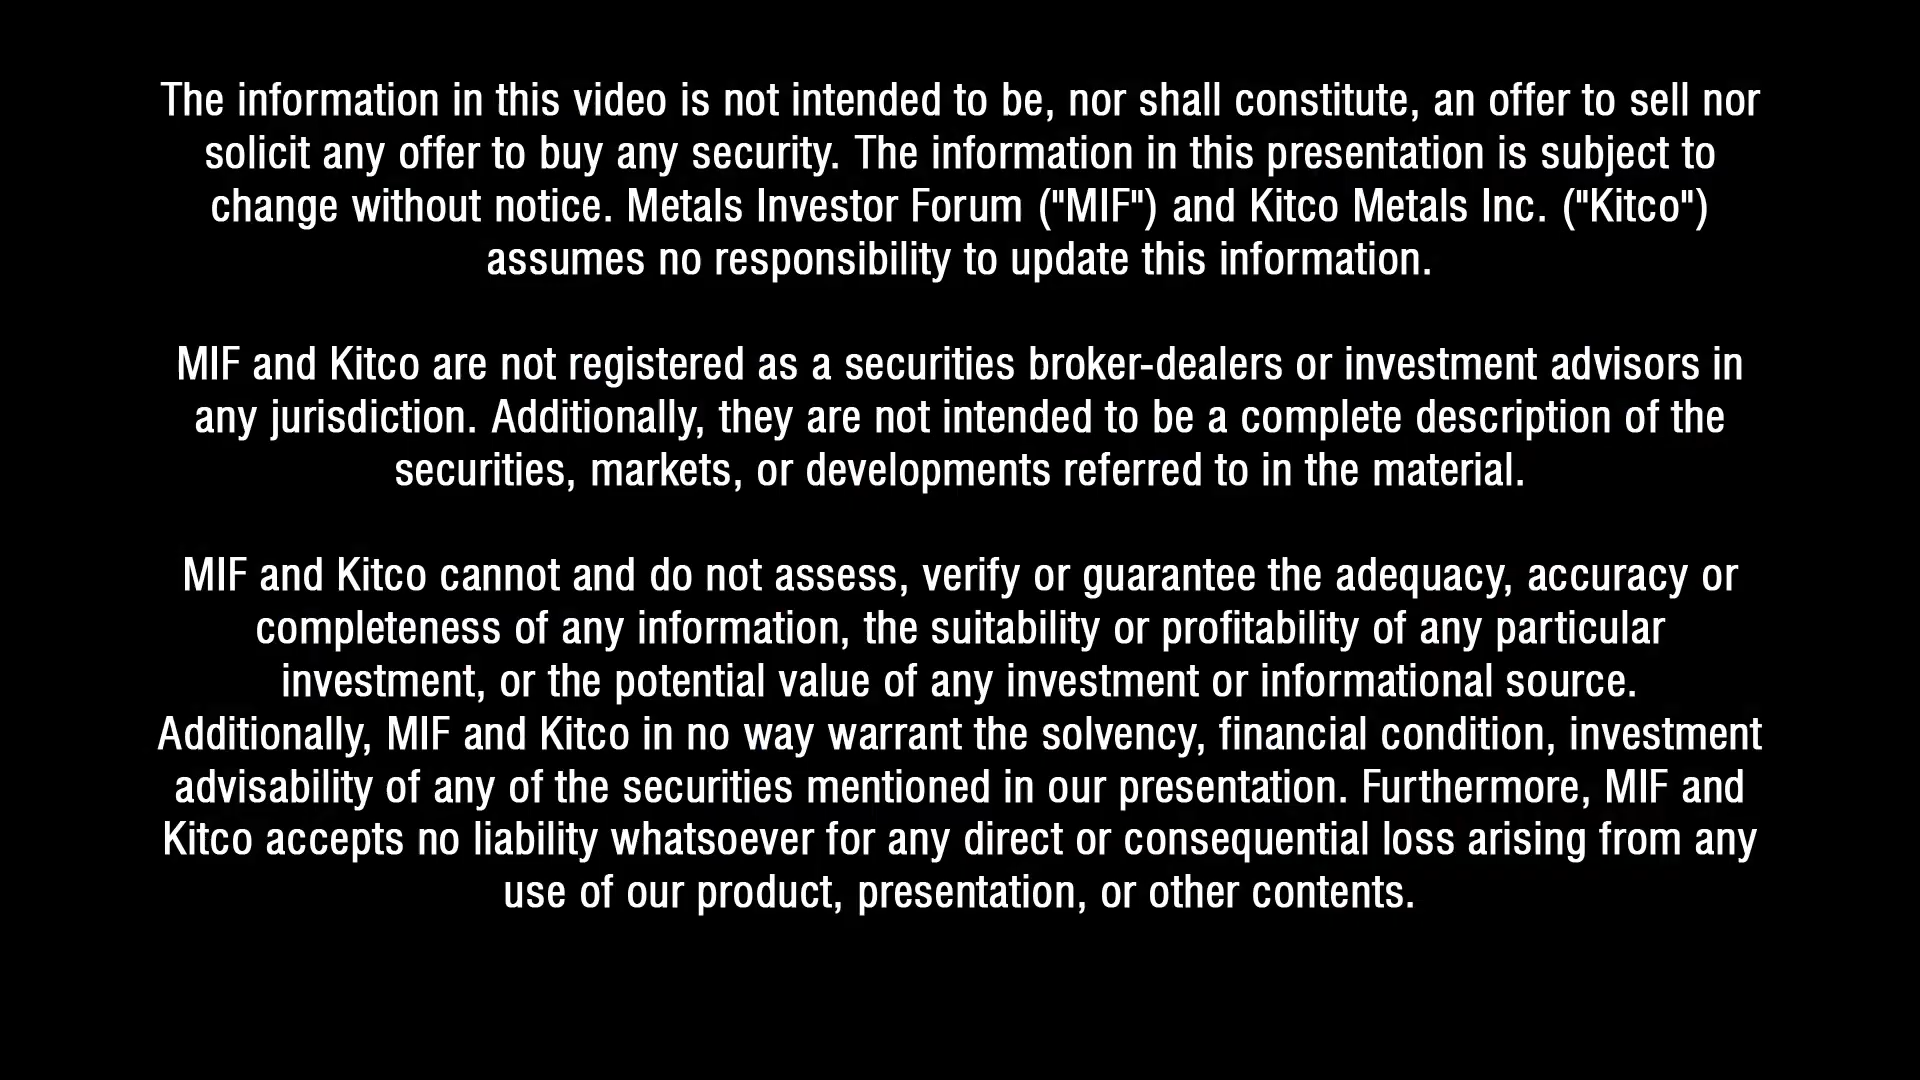 The information in this video is not intended to be, nor shall constitute, an offer to sell nor
solicit any offer to buy any security. The information in this presentation is subject to
change without notice. Metals Investor Forum ("MIF") and Kitco Metals Inc. ("Kitco")
assumes no responsibility to update this information.
MIF and Kitco are not registered as a securities broker-dealers or investment advisors in
any jurisdiction. Additionally, they are not intended to be a complete description of the
securities, markets, or developments referred to in the material.
MIF and Kitco cannot and do not assess, verify or guarantee the adequacy, accuracy or
completeness of any information, the suitability or profitability of any particular
investment, or the potential value of any investment or informational source.
Additionally, MIF and Kitco in no way warrant the solvency, financial condition, investment
advisability of any of the securities mentioned in our presentation. Furthermore, MIF and
Kitco accepts no liability whatsoever for any direct or consequential loss arising from any
use of our product, presentation, or other contents.